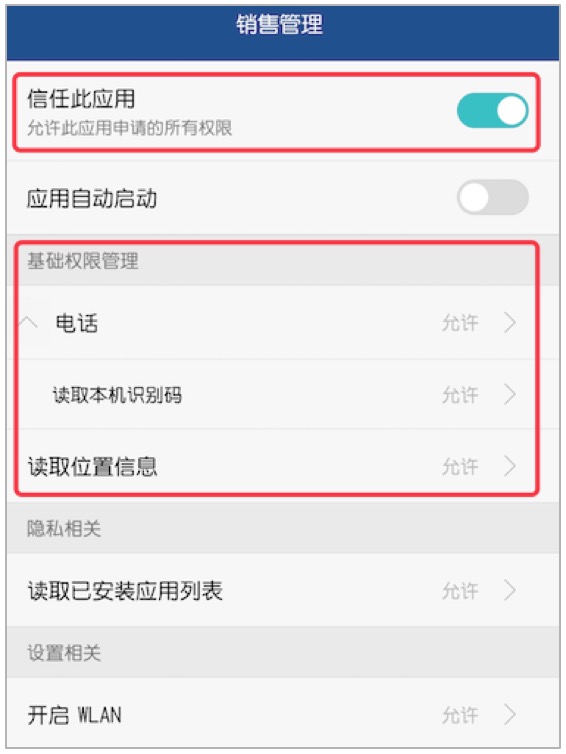 销售管理
信任此应用
允许此应用申请的所有权限
应用自动启动
基础权限管理
电话 允许
读取本机识别码 允许
读取位置信息 允许
隐私相关
读取已安装应用列表 允许
设置相关
开启 WLAN 允许